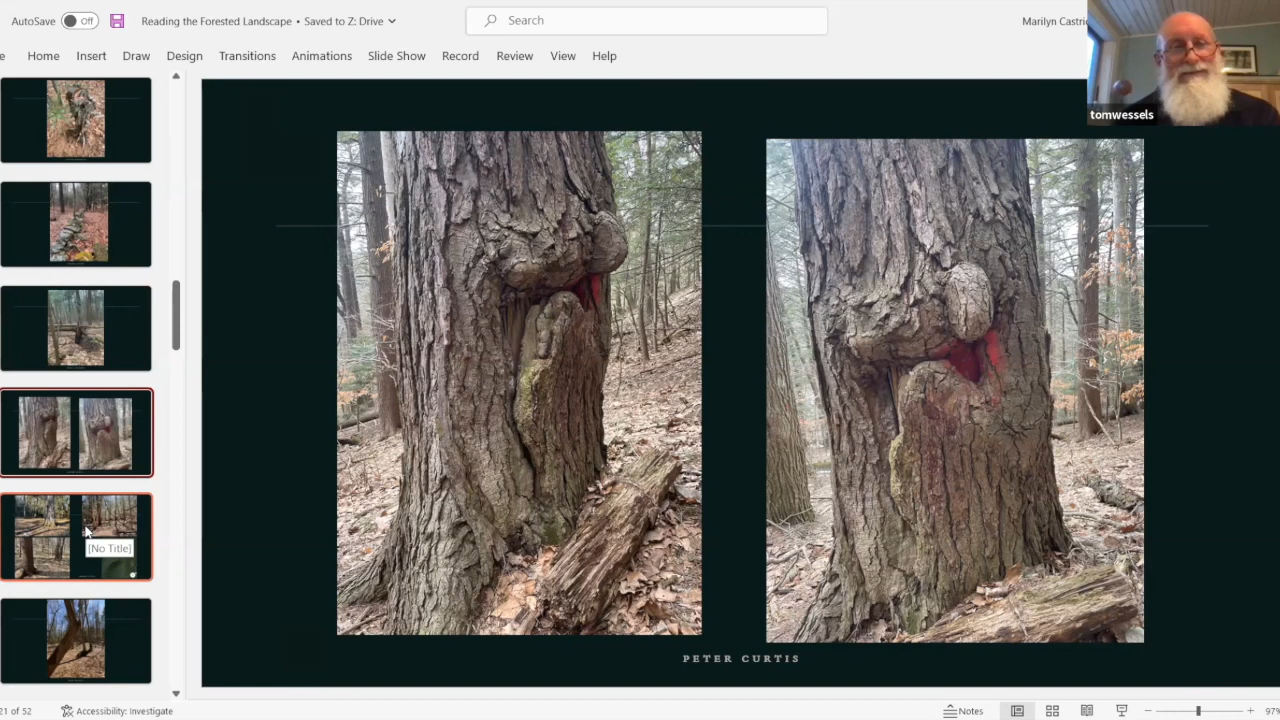 AutoSave Off Reading the Forested Landscape • Saved to Z: Drive Search Marilyn
Home Insert Draw Design Transitions Animations Slide Show Record Review View Help
tomwessels
[No Title]
PETER CURTIS
21 of 52 Accessibility: Investigate Notes 97%